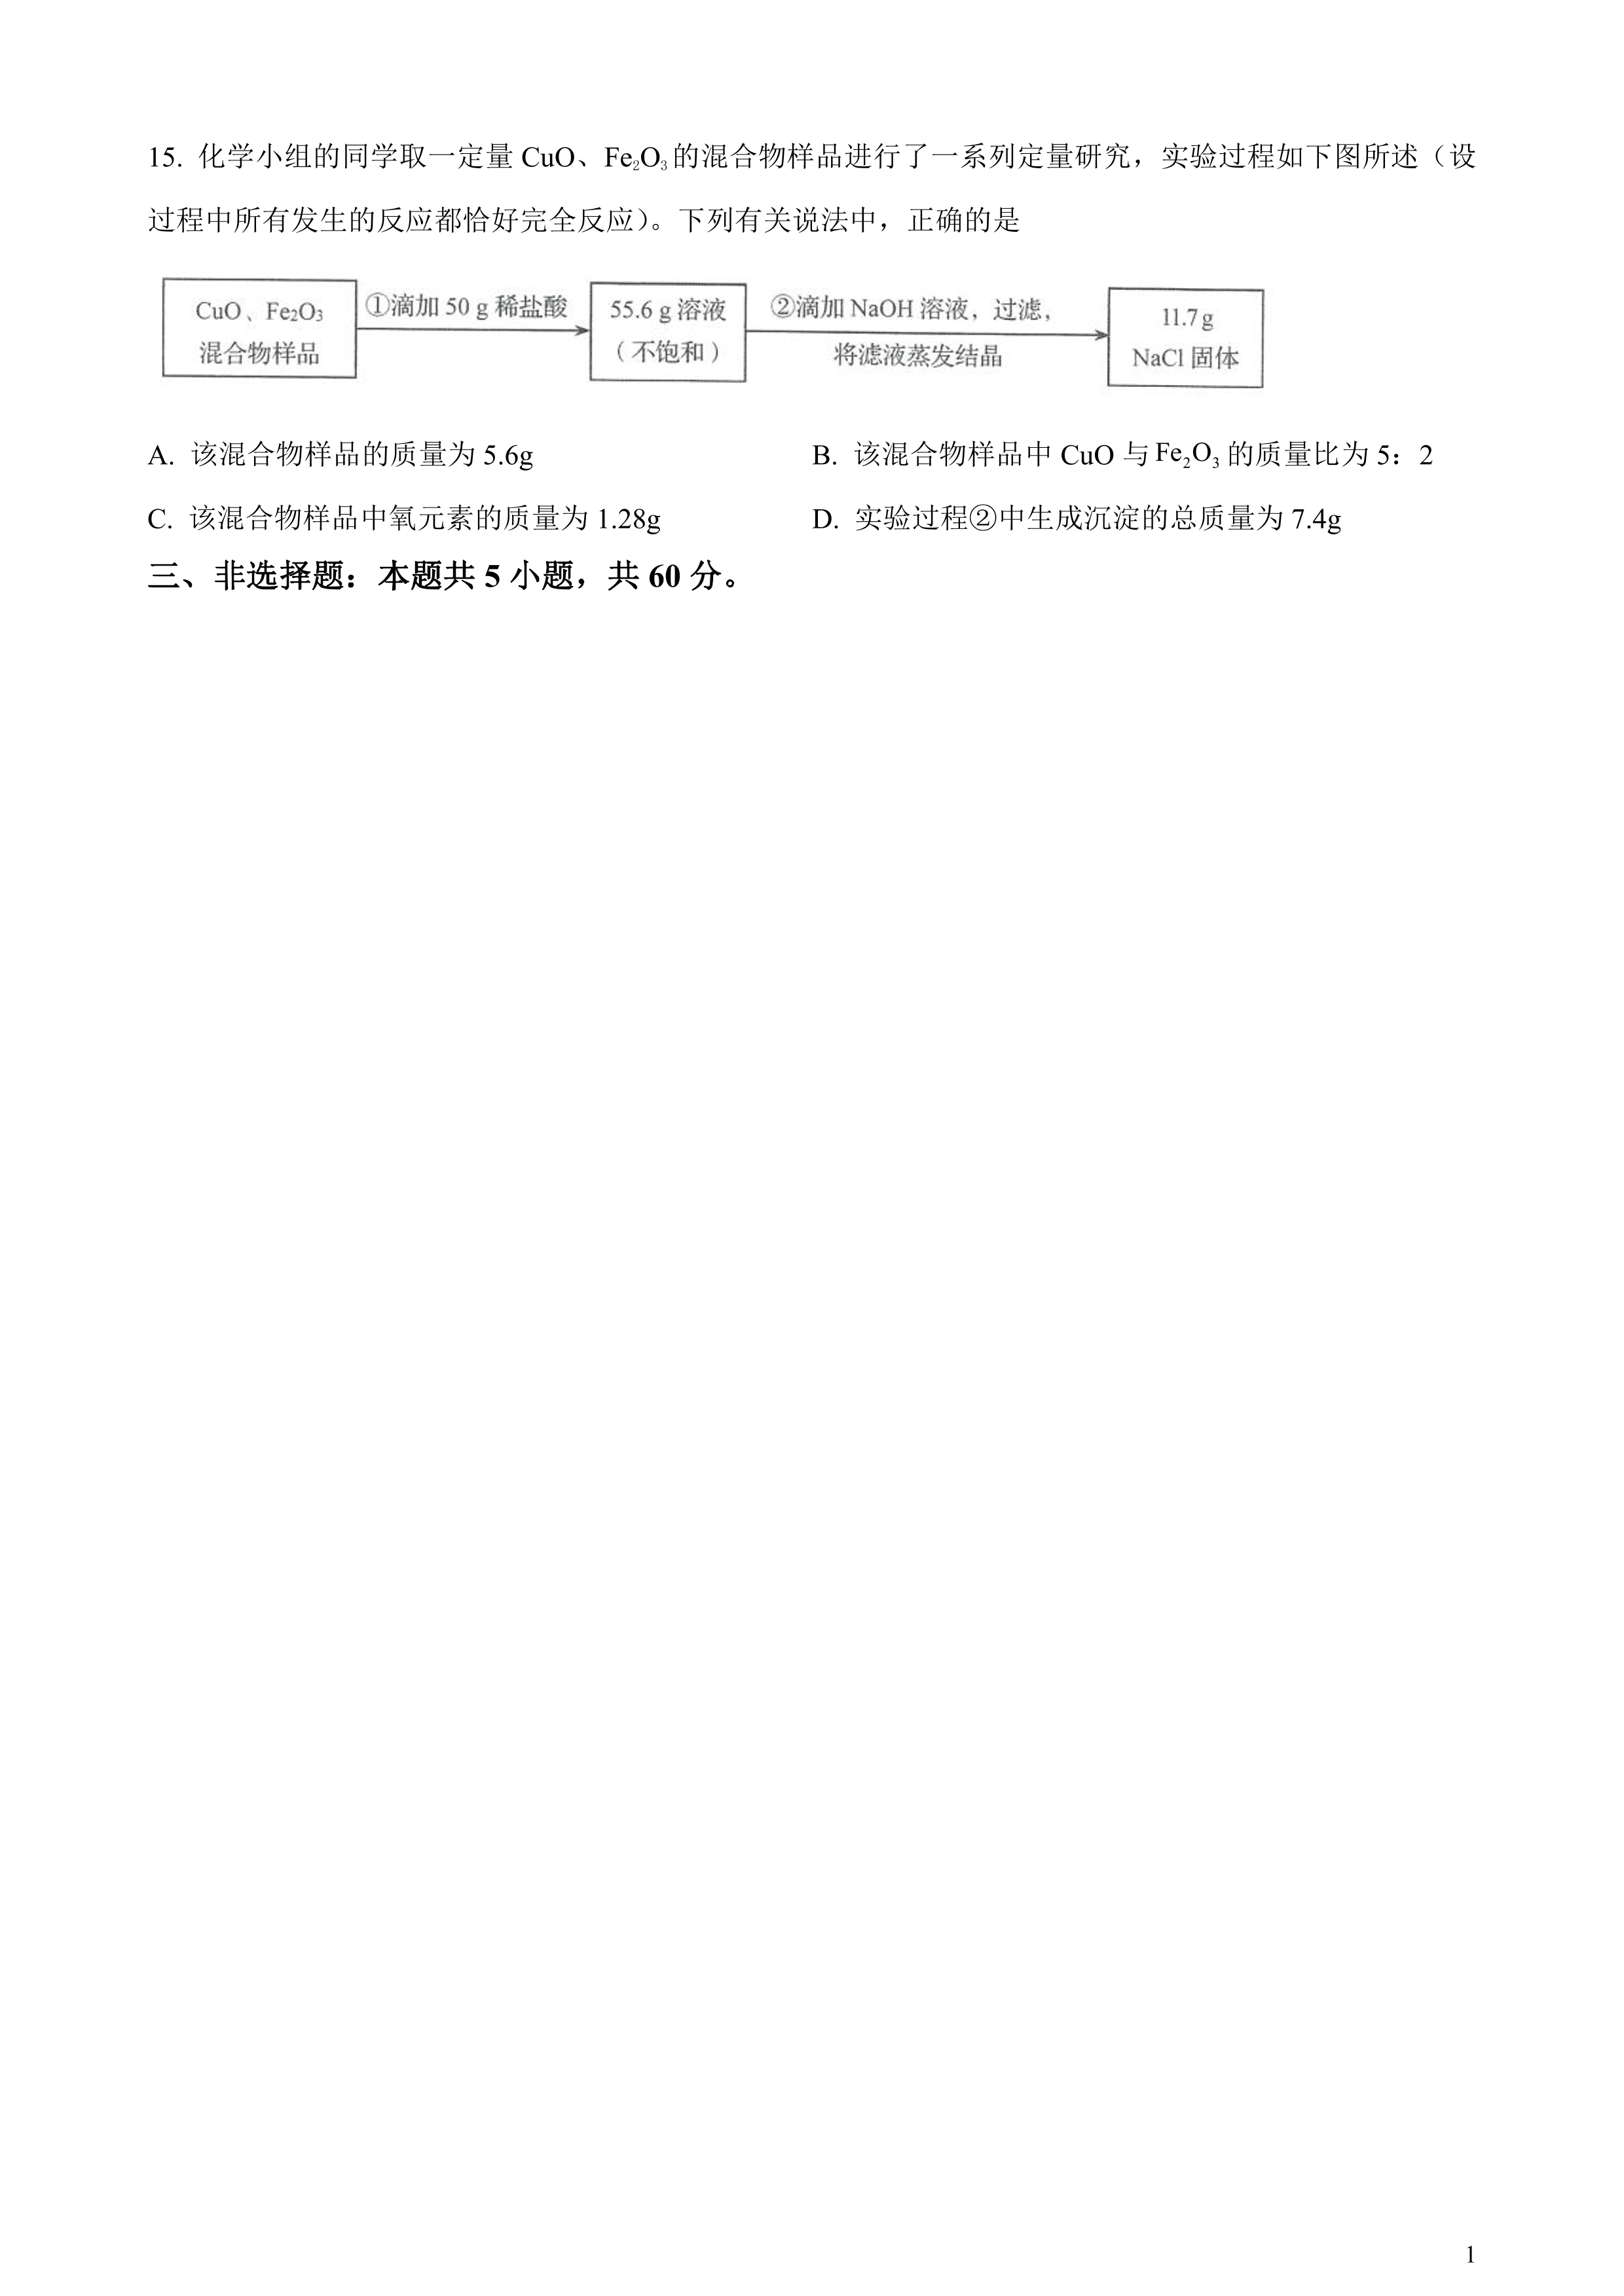 15. 化学小组的同学取一定量 CuO、Fe₂O₃ 的混合物样品进行了一系列定量研究，实验过程如下图所述（设
过程中所有发生的反应都恰好完全反应）。下列有关说法中，正确的是
CuO、Fe₂O₃
混合物样品
①滴加 50 g 稀盐酸
55.6 g 溶液
（不饱和）
②滴加 NaOH 溶液，过滤，
将滤液蒸发结晶
11.7 g
NaCl 固体
A. 该混合物样品的质量为 5.6g
B. 该混合物样品中 CuO 与 Fe₂O₃ 的质量比为 5：2
C. 该混合物样品中氧元素的质量为 1.28g
D. 实验过程②中生成沉淀的总质量为 7.4g
三、非选择题：本题共 5 小题，共 60 分。
1